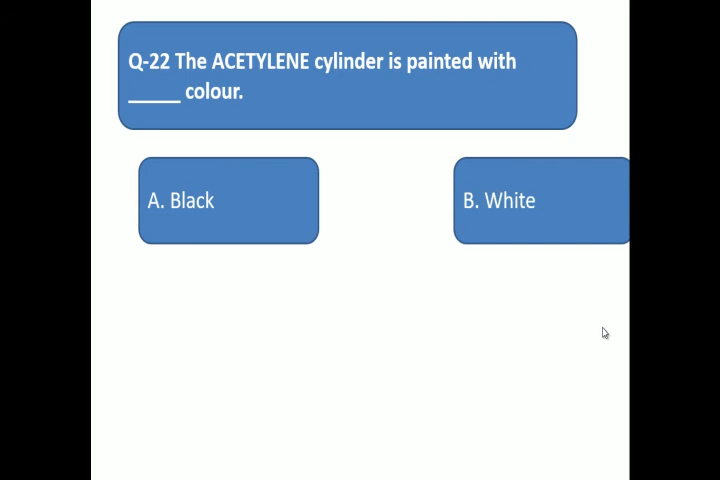 Q-22 The ACETYLENE cylinder is painted with
_____ colour.
A. Black
B. White